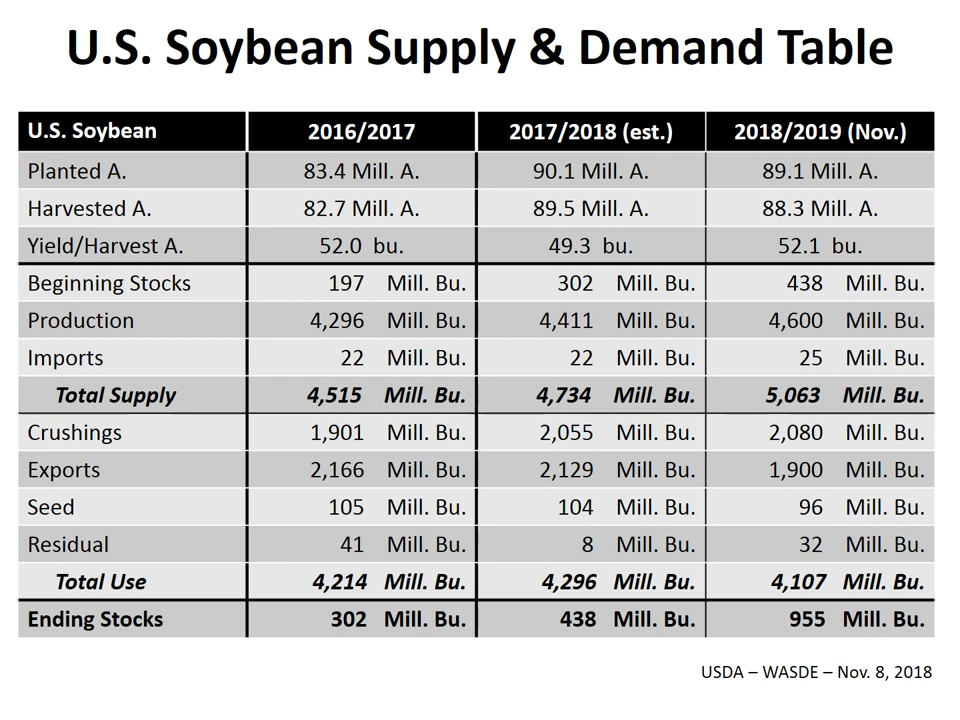 U.S. Soybean Supply & Demand Table
U.S. Soybean 2016/2017 2017/2018 (est.) 2018/2019 (Nov.)
Planted A. 83.4 Mill. A. 90.1 Mill. A. 89.1 Mill. A.
Harvested A. 82.7 Mill. A. 89.5 Mill. A. 88.3 Mill. A.
Yield/Harvest A. 52.0 bu. 49.3 bu. 52.1 bu.
Beginning Stocks 197 Mill. Bu. 302 Mill. Bu. 438 Mill. Bu.
Production 4,296 Mill. Bu. 4,411 Mill. Bu. 4,600 Mill. Bu.
Imports 22 Mill. Bu. 22 Mill. Bu. 25 Mill. Bu.
Total Supply 4,515 Mill. Bu. 4,734 Mill. Bu. 5,063 Mill. Bu.
Crushings 1,901 Mill. Bu. 2,055 Mill. Bu. 2,080 Mill. Bu.
Exports 2,166 Mill. Bu. 2,129 Mill. Bu. 1,900 Mill. Bu.
Seed 105 Mill. Bu. 104 Mill. Bu. 96 Mill. Bu.
Residual 41 Mill. Bu. 8 Mill. Bu. 32 Mill. Bu.
Total Use 4,214 Mill. Bu. 4,296 Mill. Bu. 4,107 Mill. Bu.
Ending Stocks 302 Mill. Bu. 438 Mill. Bu. 955 Mill. Bu.
USDA – WASDE – Nov. 8, 2018